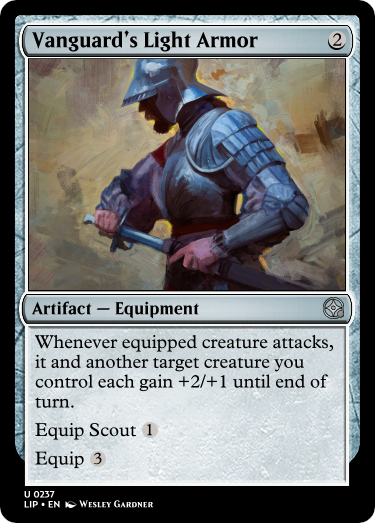 Vanguard's Light Armor 2
Artifact — Equipment
Whenever equipped creature attacks,
it and another target creature you
control each gain +2/+1 until end of
turn.
Equip Scout 1
Equip 3
U 0237
LIP • EN Wesley Gardner